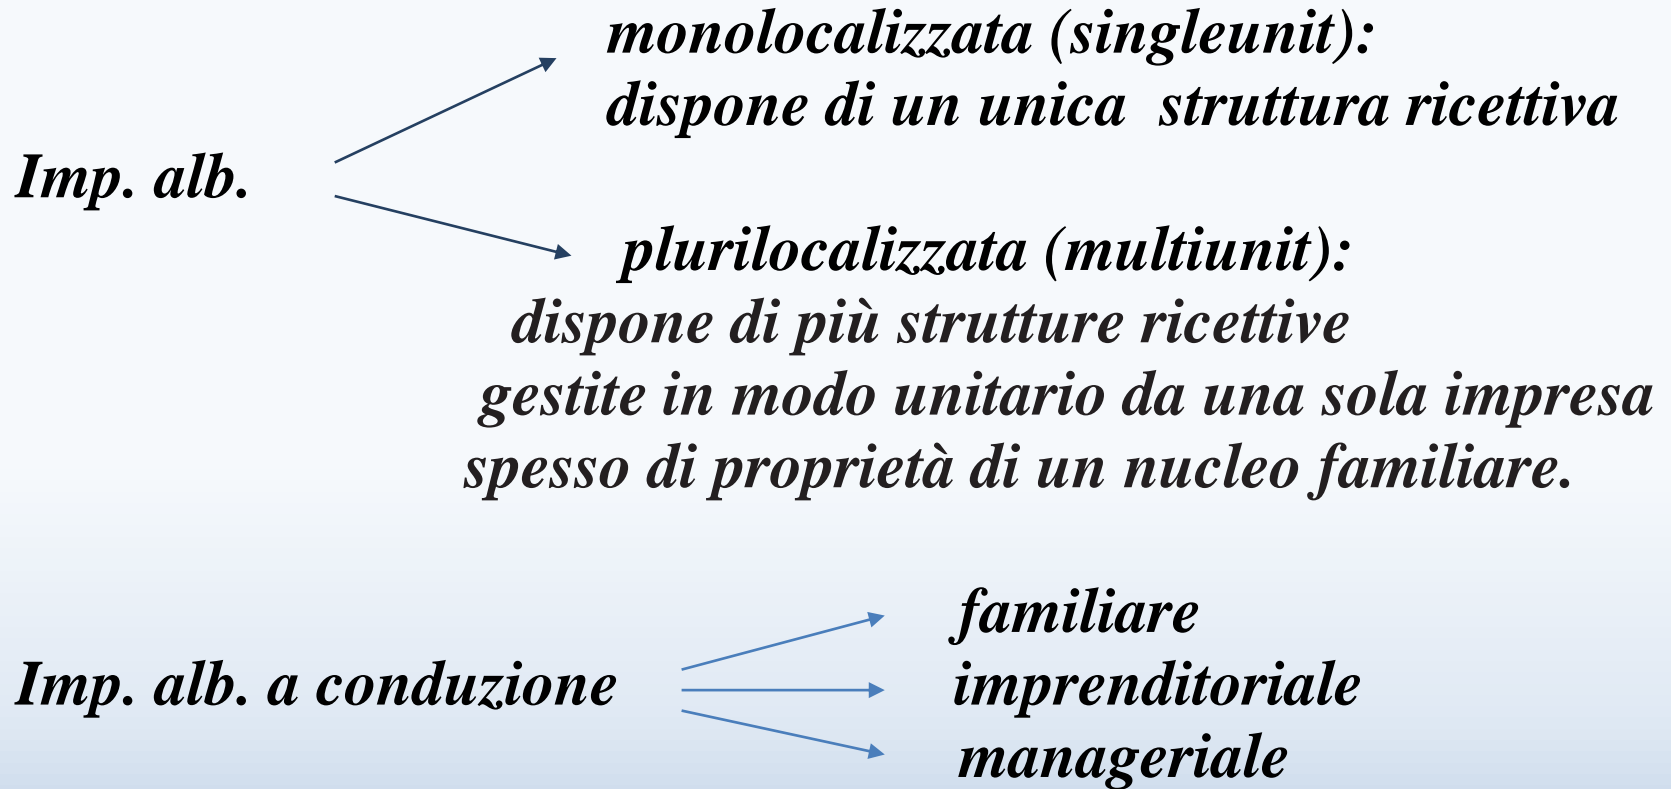 monolocalizzata (singleunit):
dispone di un unica struttura ricettiva
Imp. alb.
plurilocalizzata (multiunit):
dispone di più strutture ricettive
gestite in modo unitario da una sola impresa
spesso di proprietà di un nucleo familiare.
familiare
Imp. alb. a conduzione imprenditoriale
manageriale